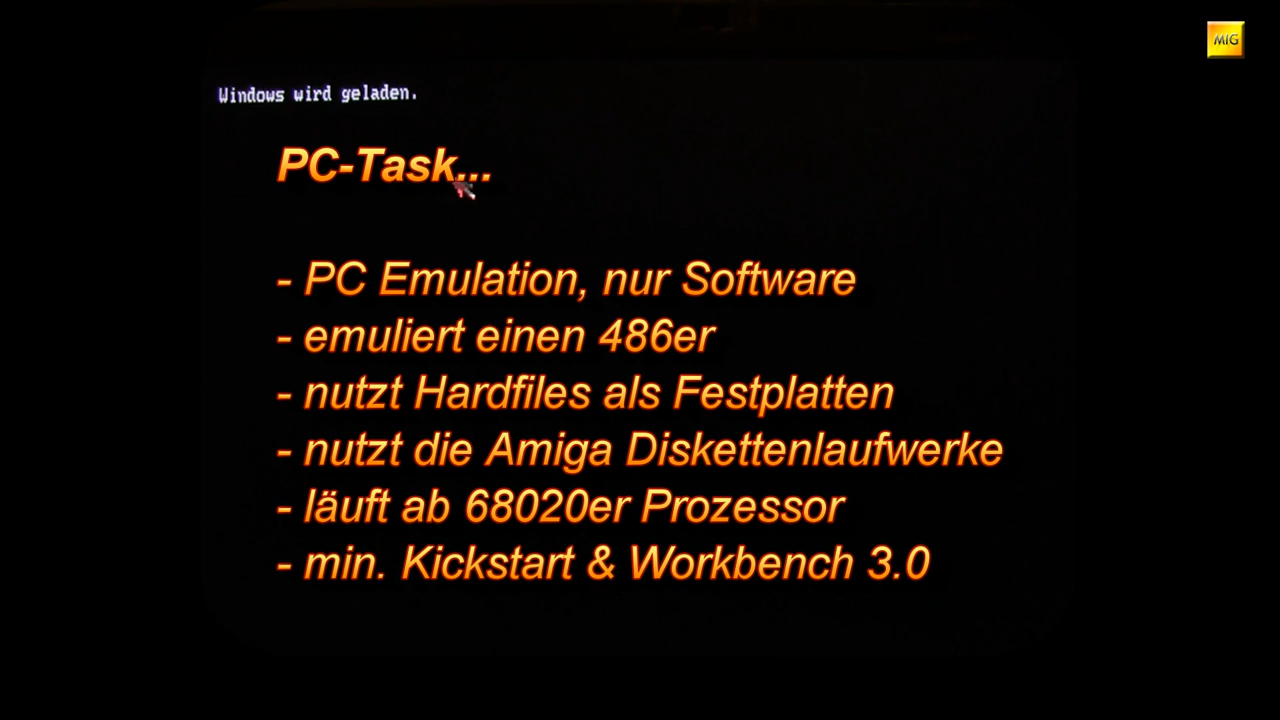 MIG
Windows wird geladen.
PC-Task...
- PC Emulation, nur Software
- emuliert einen 486er
- nutzt Hardfiles als Festplatten
- nutzt die Amiga Diskettenlaufwerke
- läuft ab 68020er Prozessor
- min. Kickstart & Workbench 3.0